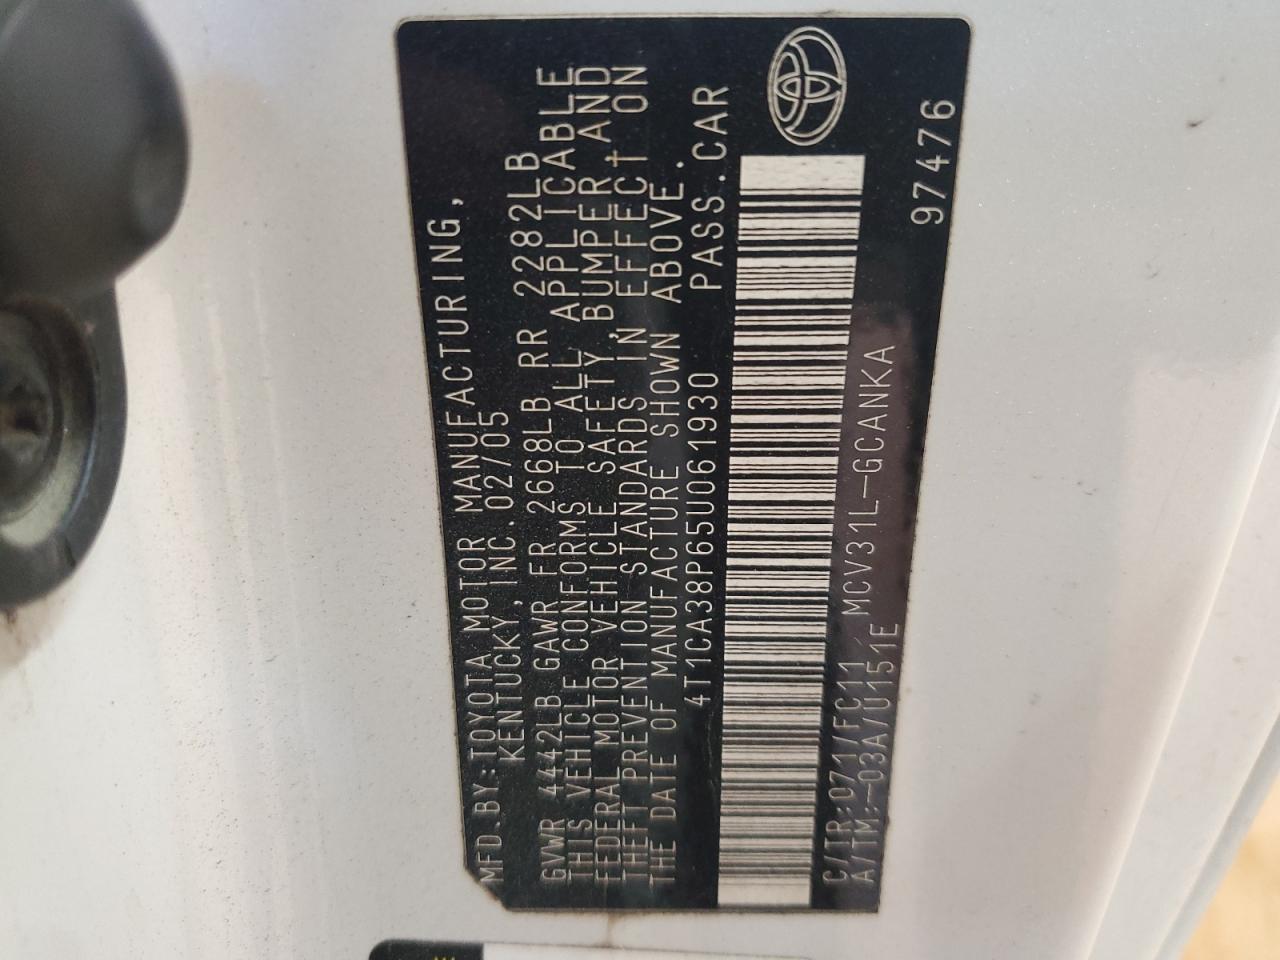 MFD.BY:TOYOTA MOTOR MANUFACTURING,
KENTUCKY, INC.02/05
GVWR 4442LB GAWR FR 2668LB RR 2282LB
THIS VEHICLE CONFORMS TO ALL APPLICABLE
FEDERAL MOTOR VEHICLE SAFETY,BUMPER,AND
THEFT PREVENTION STANDARDS IN EFFECT ON
THE DATE OF MANUFACTURE SHOWN ABOVE.
4T1CA38P65U061930 PASS.CAR
C/TR:071/FC11 MCV31L-GCANKA
A/TM:-03A/U151E
97476